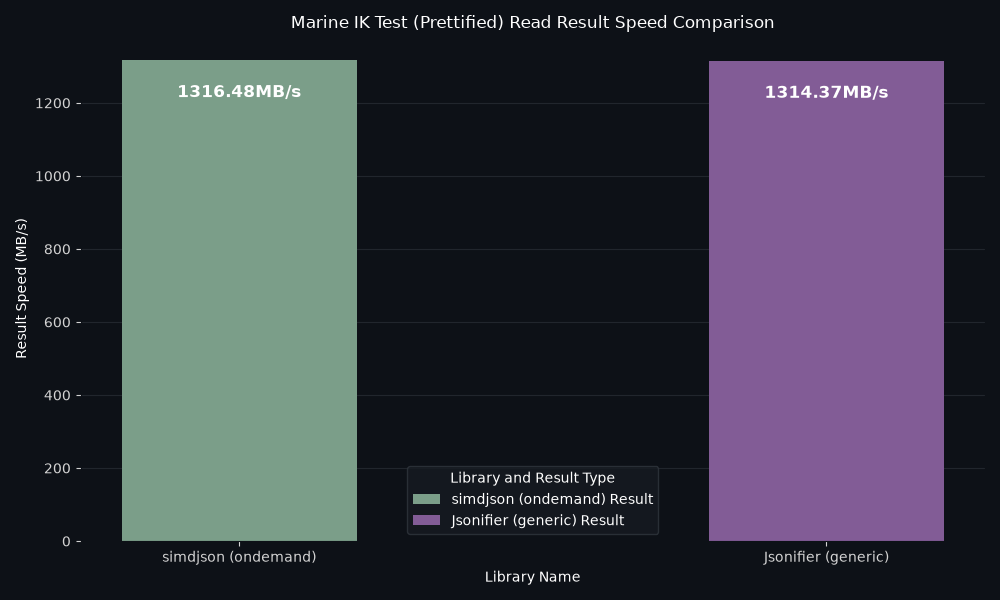 Marine IK Test (Prettified) Read Result Speed Comparison
1316.48MB/s
1314.37MB/s
Result Speed (MB/s)
1200
1000
800
600
400
200
0
Library and Result Type
simdjson (ondemand) Result
Jsonifier (generic) Result
simdjson (ondemand)
Jsonifier (generic)
Library Name